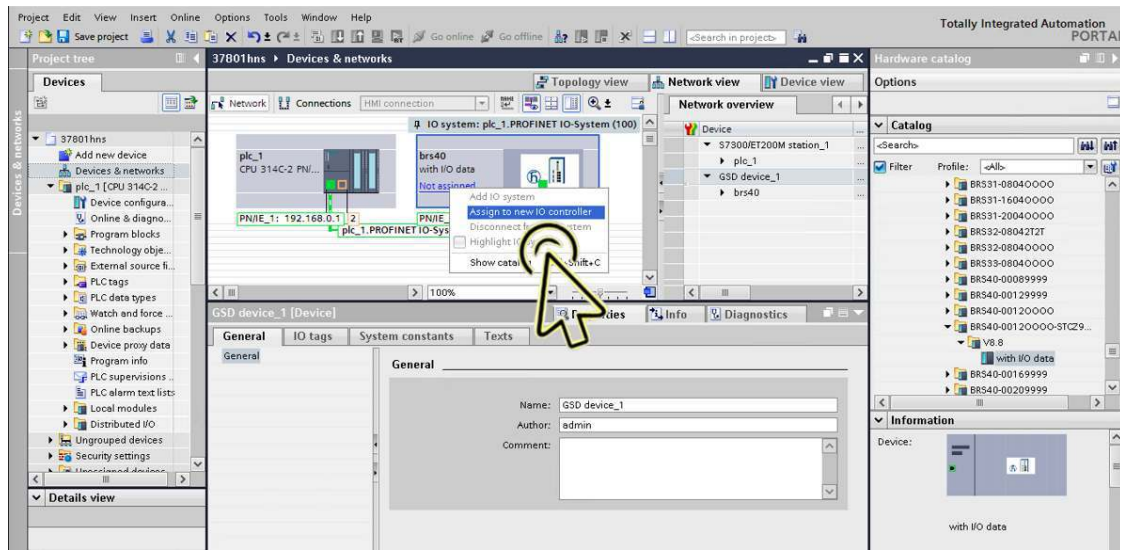 Project Edit View Insert Online Options Tools Window Help
Totally Integrated Automation
PORTAL
Save project Go online Go offline <Search in project>
Project tree
37801hns Devices & networks
Hardware catalog
Devices
Topology view Network view Device view
Options
Devices & networks
Network Connections HMI connection
Network overview
IO system: plc_1.PROFINET IO-System (100)
37801hns
Add new device
Devices & networks
plc_1 [CPU 314C-2 ...
Device configura...
Online & diagno...
Program blocks
Technology obje...
External source fi...
PLC tags
PLC data types
Watch and force ...
Online backups
Device proxy data
Program info
PLC supervisions ...
PLC alarm text lists
Local modules
Distributed I/O
Ungrouped devices
Security settings
Unassigned devices
Details view
plc_1
CPU 314C-2 PN/...
brs40
with I/O data
Not assigned
PN/IE_1: 192.168.0.1 2
PN/IE_
plc_1.PROFINET IO-Sys
Add IO system
Assign to new IO controller
Disconnect
Highlight
Show catal Shift+C
100%
Device
S7300/ET200M station_1
plc_1
GSD device_1
brs40
GSD device_1 [Device]
Properties Info Diagnostics
General IO tags System constants Texts
General
General
Name: GSD device_1
Author: admin
Comment:
Catalog
<Search>
Filter Profile: <All>
BRS31-08040000
BRS31-16040000
BRS31-20040000
BRS32-08042T2T
BRS32-08040000
BRS33-08040000
BRS40-00089999
BRS40-00129999
BRS40-00120000
BRS40-00120000-STCZ9...
V8.8
with I/O data
BRS40-00169999
BRS40-00209999
Information
Device:
with I/O data